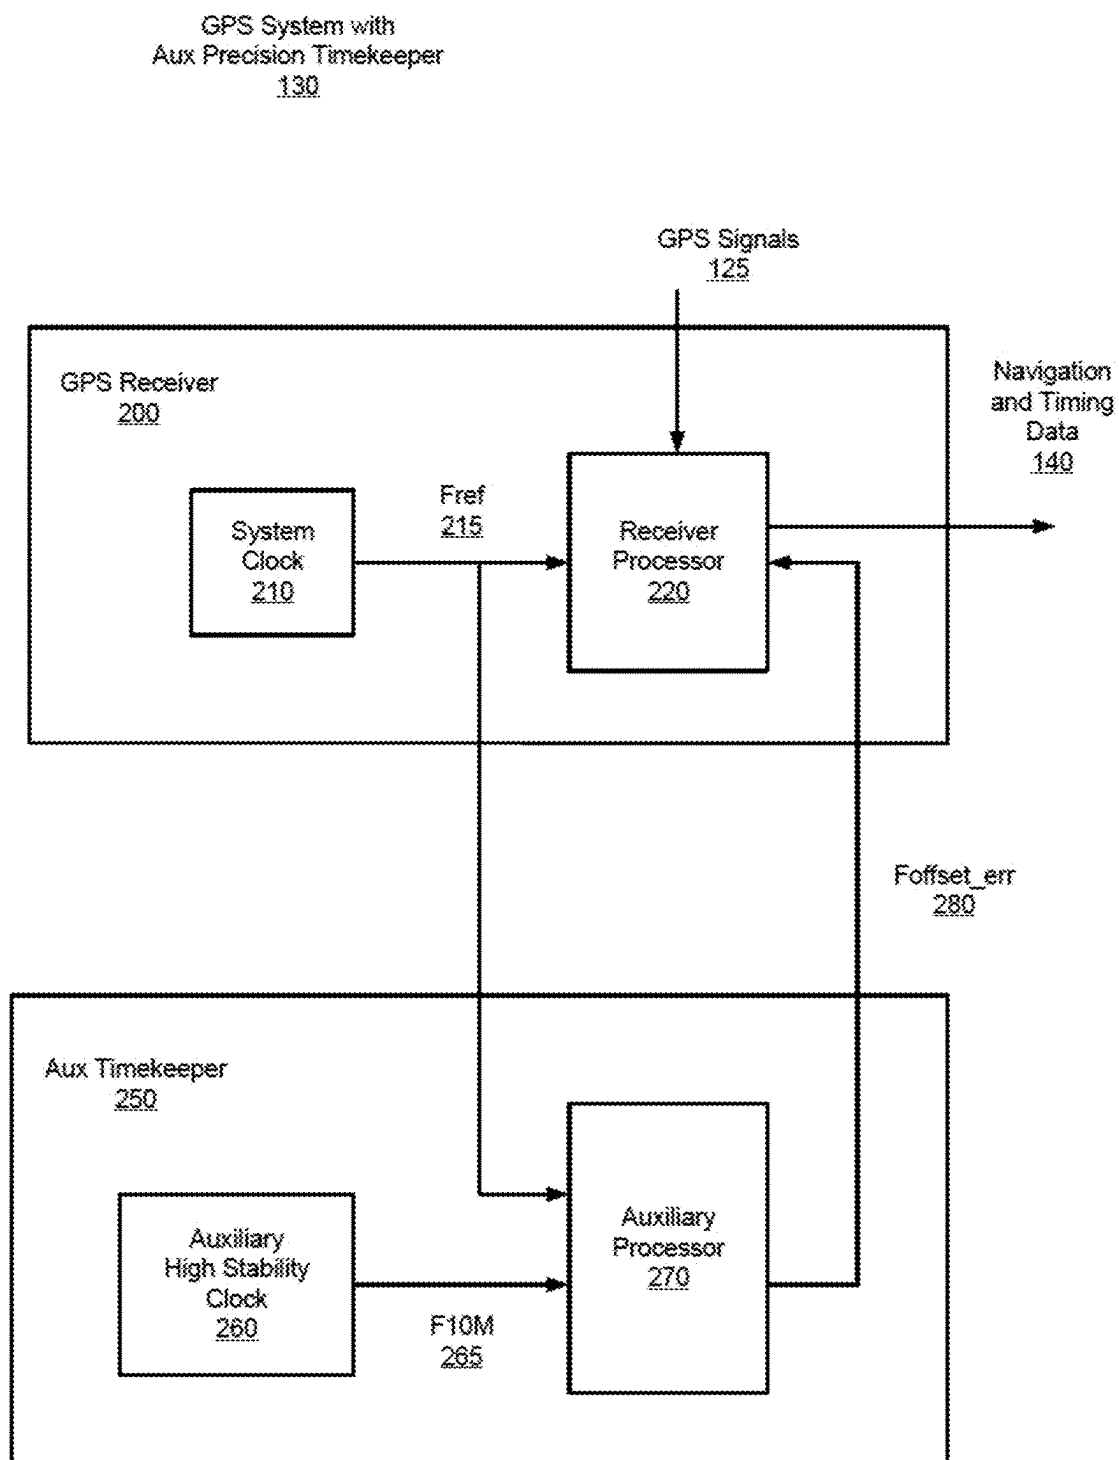 GPS System with
Aux Precision Timekeeper
130
GPS Signals
125
GPS Receiver
200
Navigation
and Timing
Data
140
Fref
215
System
Clock
210
Receiver
Processor
220
Foffset_err
280
Aux Timekeeper
250
Auxiliary
High Stability
Clock
260
Auxiliary
Processor
270
F10M
265